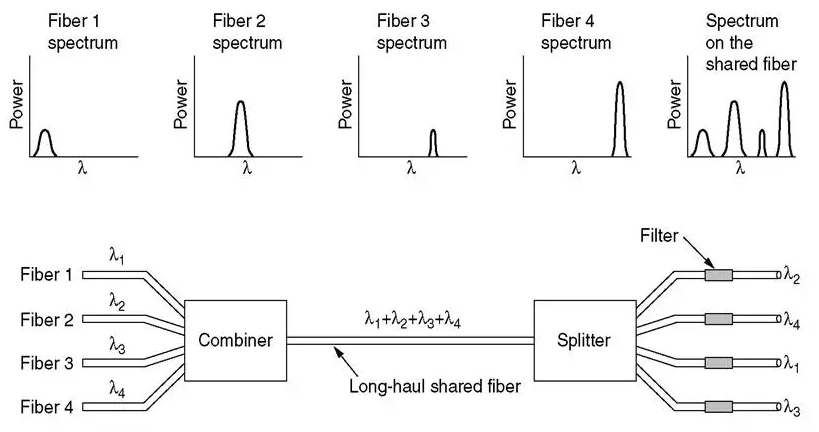 Fiber 1
spectrum
Fiber 2
spectrum
Fiber 3
spectrum
Fiber 4
spectrum
Spectrum
on the
shared fiber
Power
λ
Power
λ
Power
λ
Power
λ
Power
λ
Filter
Fiber 1
λ1
λ2
Fiber 2
λ2
λ4
Combiner
λ1+λ2+λ3+λ4
Splitter
Fiber 3
λ3
λ1
Long-haul shared fiber
Fiber 4
λ4
λ3